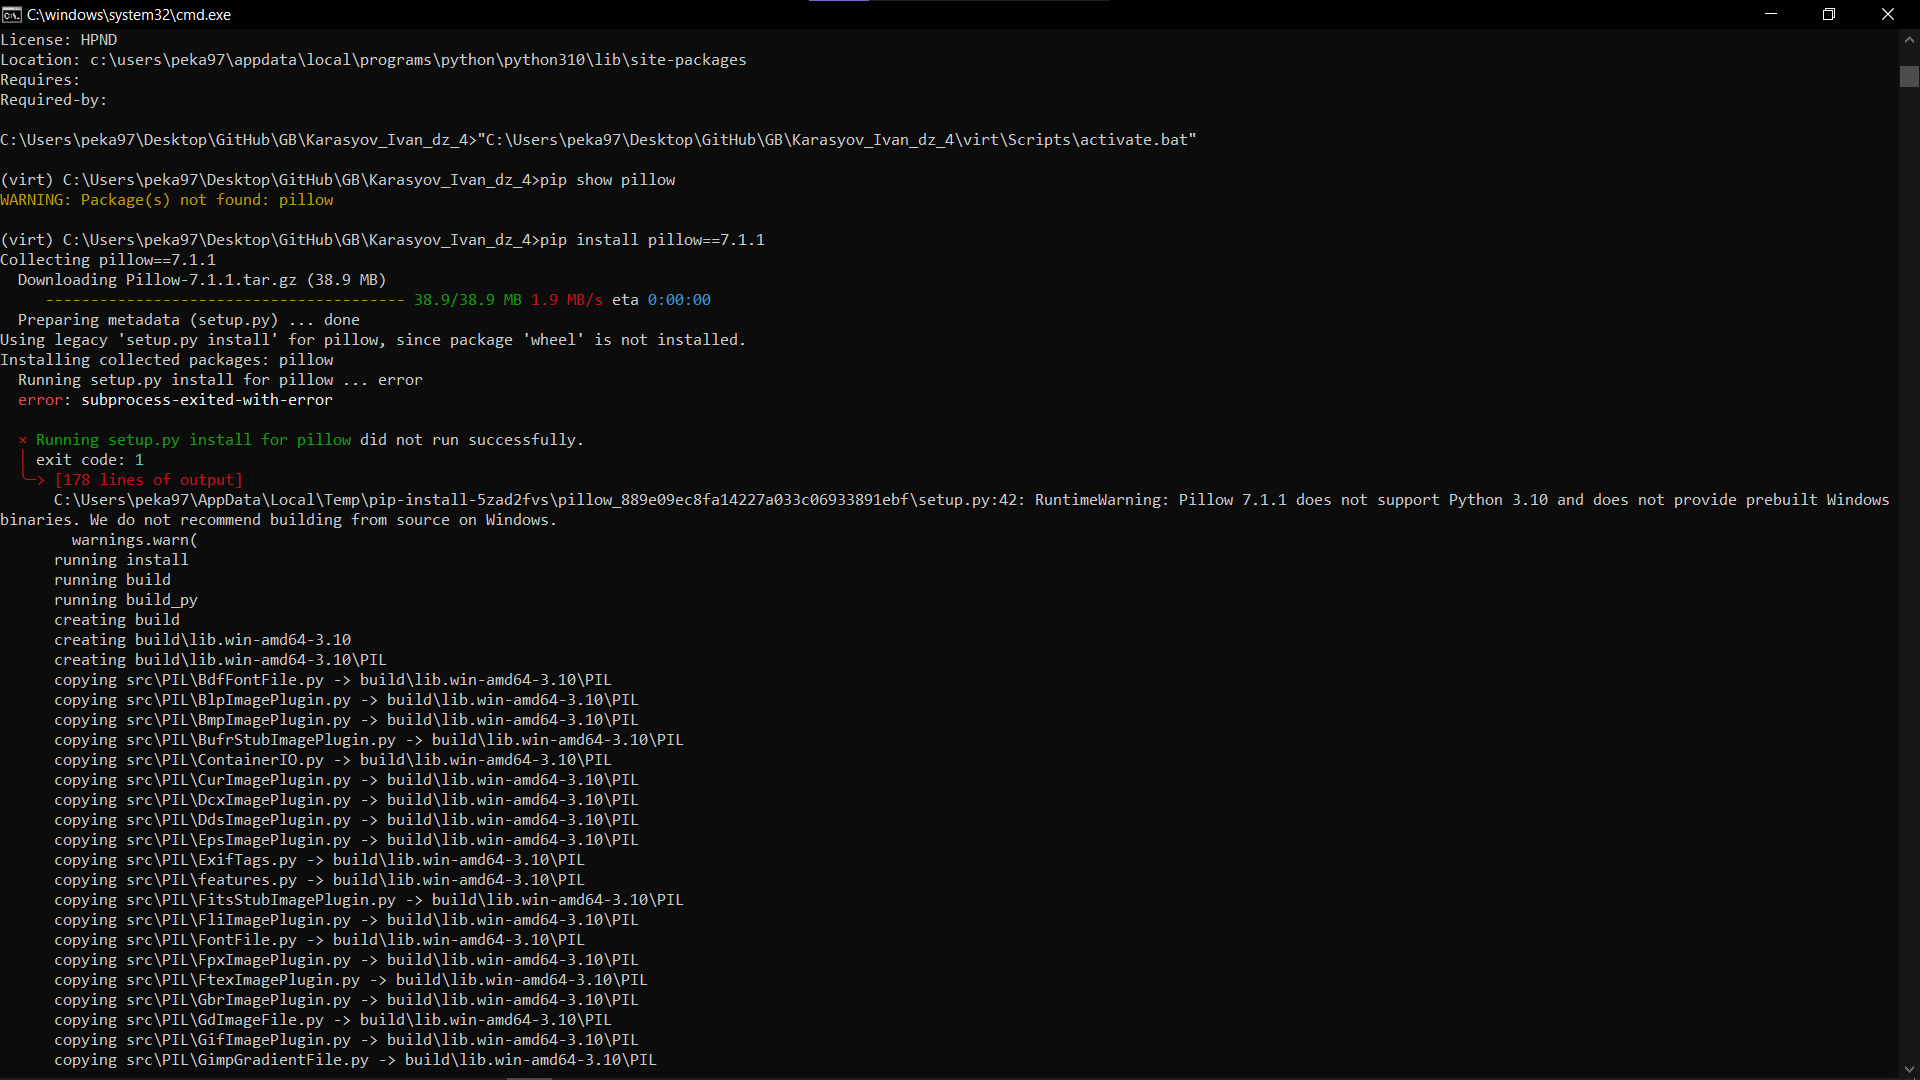 C:\windows\system32\cmd.exe
License: HPND
Location: c:\users\peka97\appdata\local\programs\python\python310\lib\site-packages
Requires:
Required-by:
C:\Users\peka97\Desktop\GitHub\GB\Karasyov_Ivan_dz_4>"C:\Users\peka97\Desktop\GitHub\GB\Karasyov_Ivan_dz_4\virt\Scripts\activate.bat"
(virt) C:\Users\peka97\Desktop\GitHub\GB\Karasyov_Ivan_dz_4>pip show pillow
WARNING: Package(s) not found: pillow
(virt) C:\Users\peka97\Desktop\GitHub\GB\Karasyov_Ivan_dz_4>pip install pillow==7.1.1
Collecting pillow==7.1.1
Downloading Pillow-7.1.1.tar.gz (38.9 MB)
---------------------------------------- 38.9/38.9 MB 1.9 MB/s eta 0:00:00
Preparing metadata (setup.py) ... done
Using legacy 'setup.py install' for pillow, since package 'wheel' is not installed.
Installing collected packages: pillow
Running setup.py install for pillow ... error
error: subprocess-exited-with-error
× Running setup.py install for pillow did not run successfully.
│ exit code: 1
╰─> [178 lines of output]
C:\Users\peka97\AppData\Local\Temp\pip-install-5zad2fvs\pillow_889e09ec8fa14227a033c06933891ebf\setup.py:42: RuntimeWarning: Pillow 7.1.1 does not support Python 3.10 and does not provide prebuilt Windows
binaries. We do not recommend building from source on Windows.
warnings.warn(
running install
running build
running build_py
creating build
creating build\lib.win-amd64-3.10
creating build\lib.win-amd64-3.10\PIL
copying src\PIL\BdfFontFile.py -> build\lib.win-amd64-3.10\PIL
copying src\PIL\BlpImagePlugin.py -> build\lib.win-amd64-3.10\PIL
copying src\PIL\BmpImagePlugin.py -> build\lib.win-amd64-3.10\PIL
copying src\PIL\BufrStubImagePlugin.py -> build\lib.win-amd64-3.10\PIL
copying src\PIL\ContainerIO.py -> build\lib.win-amd64-3.10\PIL
copying src\PIL\CurImagePlugin.py -> build\lib.win-amd64-3.10\PIL
copying src\PIL\DcxImagePlugin.py -> build\lib.win-amd64-3.10\PIL
copying src\PIL\DdsImagePlugin.py -> build\lib.win-amd64-3.10\PIL
copying src\PIL\EpsImagePlugin.py -> build\lib.win-amd64-3.10\PIL
copying src\PIL\ExifTags.py -> build\lib.win-amd64-3.10\PIL
copying src\PIL\features.py -> build\lib.win-amd64-3.10\PIL
copying src\PIL\FitsStubImagePlugin.py -> build\lib.win-amd64-3.10\PIL
copying src\PIL\FliImagePlugin.py -> build\lib.win-amd64-3.10\PIL
copying src\PIL\FontFile.py -> build\lib.win-amd64-3.10\PIL
copying src\PIL\FpxImagePlugin.py -> build\lib.win-amd64-3.10\PIL
copying src\PIL\FtexImagePlugin.py -> build\lib.win-amd64-3.10\PIL
copying src\PIL\GbrImagePlugin.py -> build\lib.win-amd64-3.10\PIL
copying src\PIL\GdImageFile.py -> build\lib.win-amd64-3.10\PIL
copying src\PIL\GifImagePlugin.py -> build\lib.win-amd64-3.10\PIL
copying src\PIL\GimpGradientFile.py -> build\lib.win-amd64-3.10\PIL